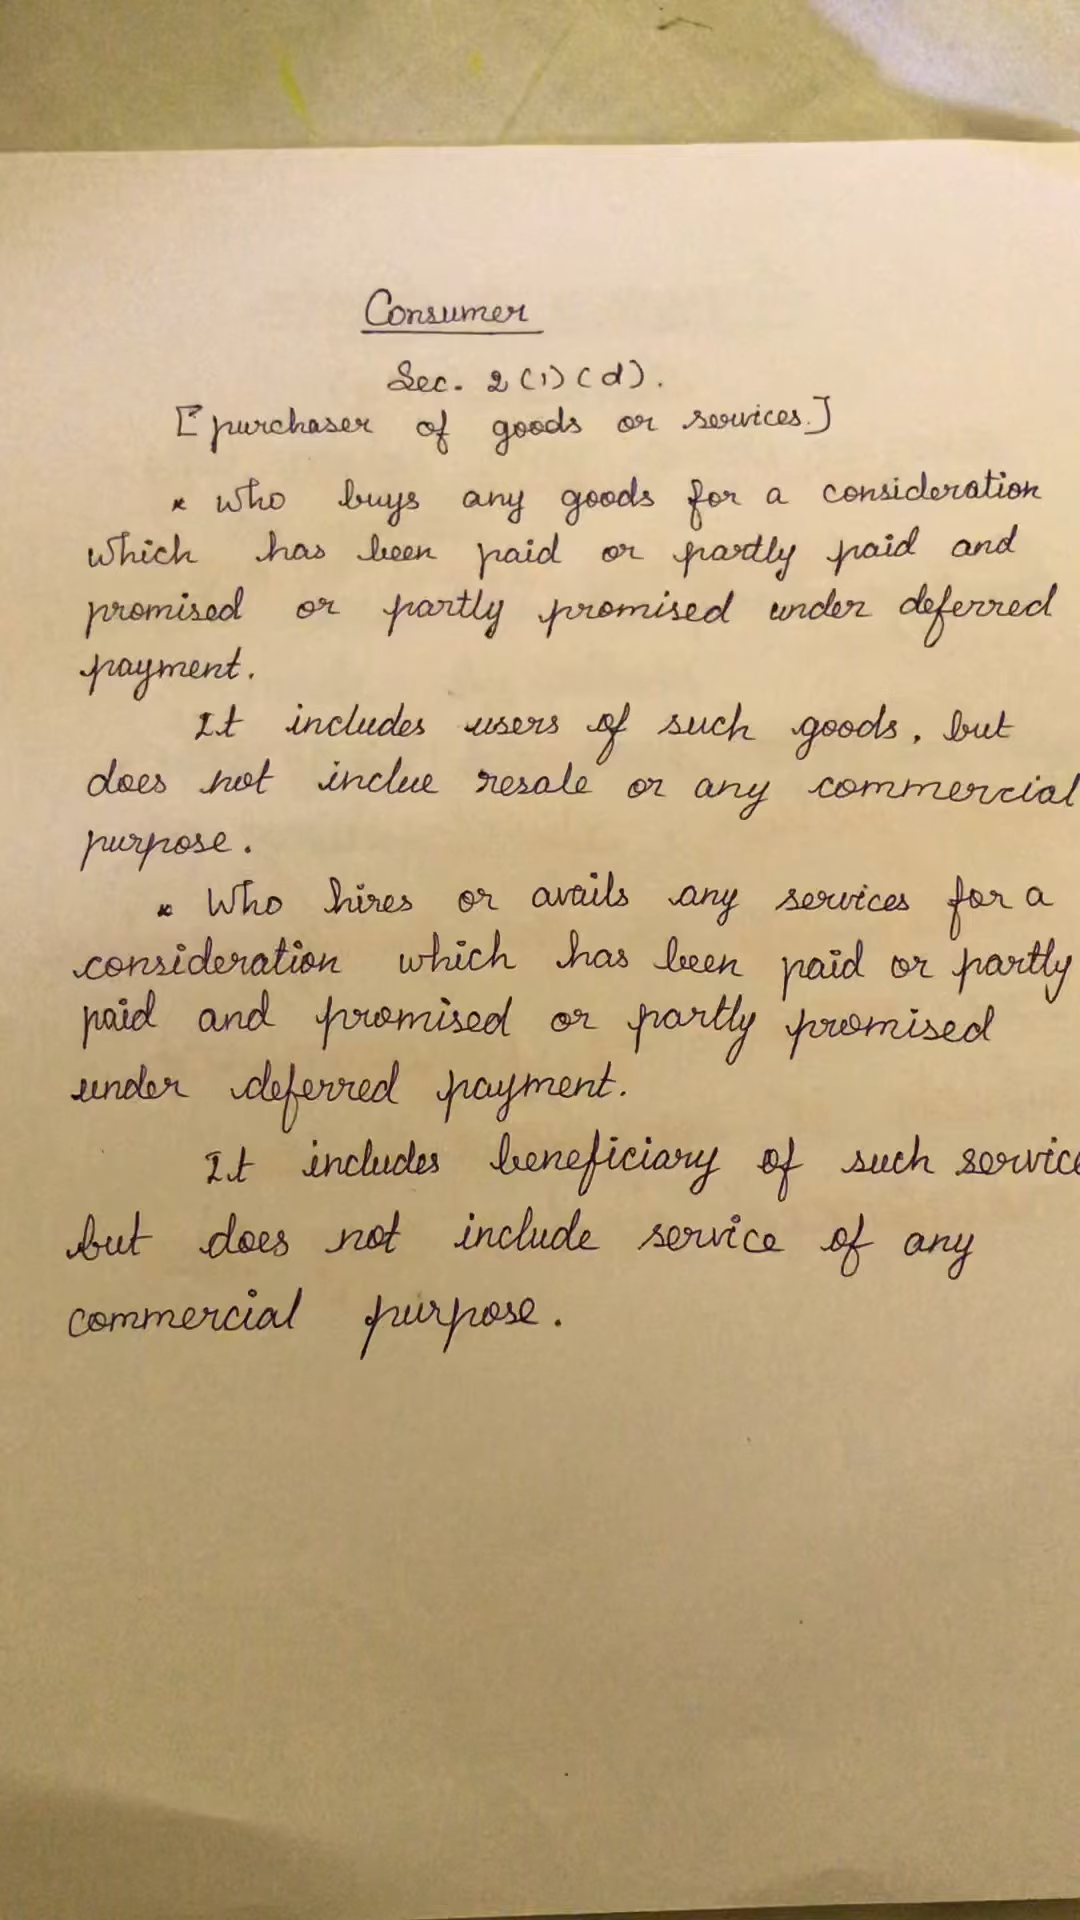 Consumer
Sec. 2(1)(d).
[purchaser of goods or services.]
* Who buys any goods for a consideration
which has been paid or partly paid and
promised or partly promised under deferred
payment.
It includes users of such goods, but
does not inclue resale or any commercial
purpose.
* Who hires or avails any services for a
consideration which has been paid or partly
paid and promised or partly promised
under deferred payment.
It includes beneficiary of such service
but does not include service of any
commercial purpose.